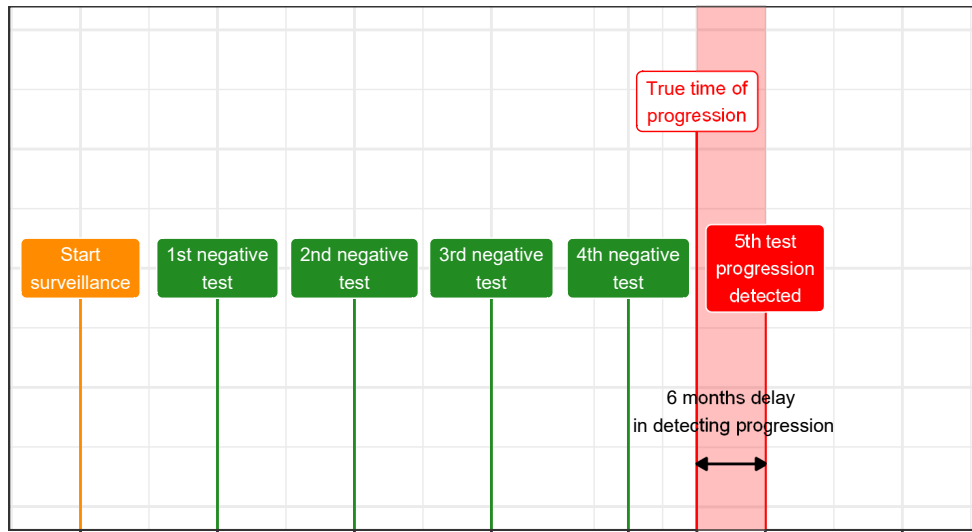 True time of
progression
Start
surveillance
1st negative
test
2nd negative
test
3rd negative
test
4th negative
test
5th test
progression
detected
6 months delay
in detecting progression